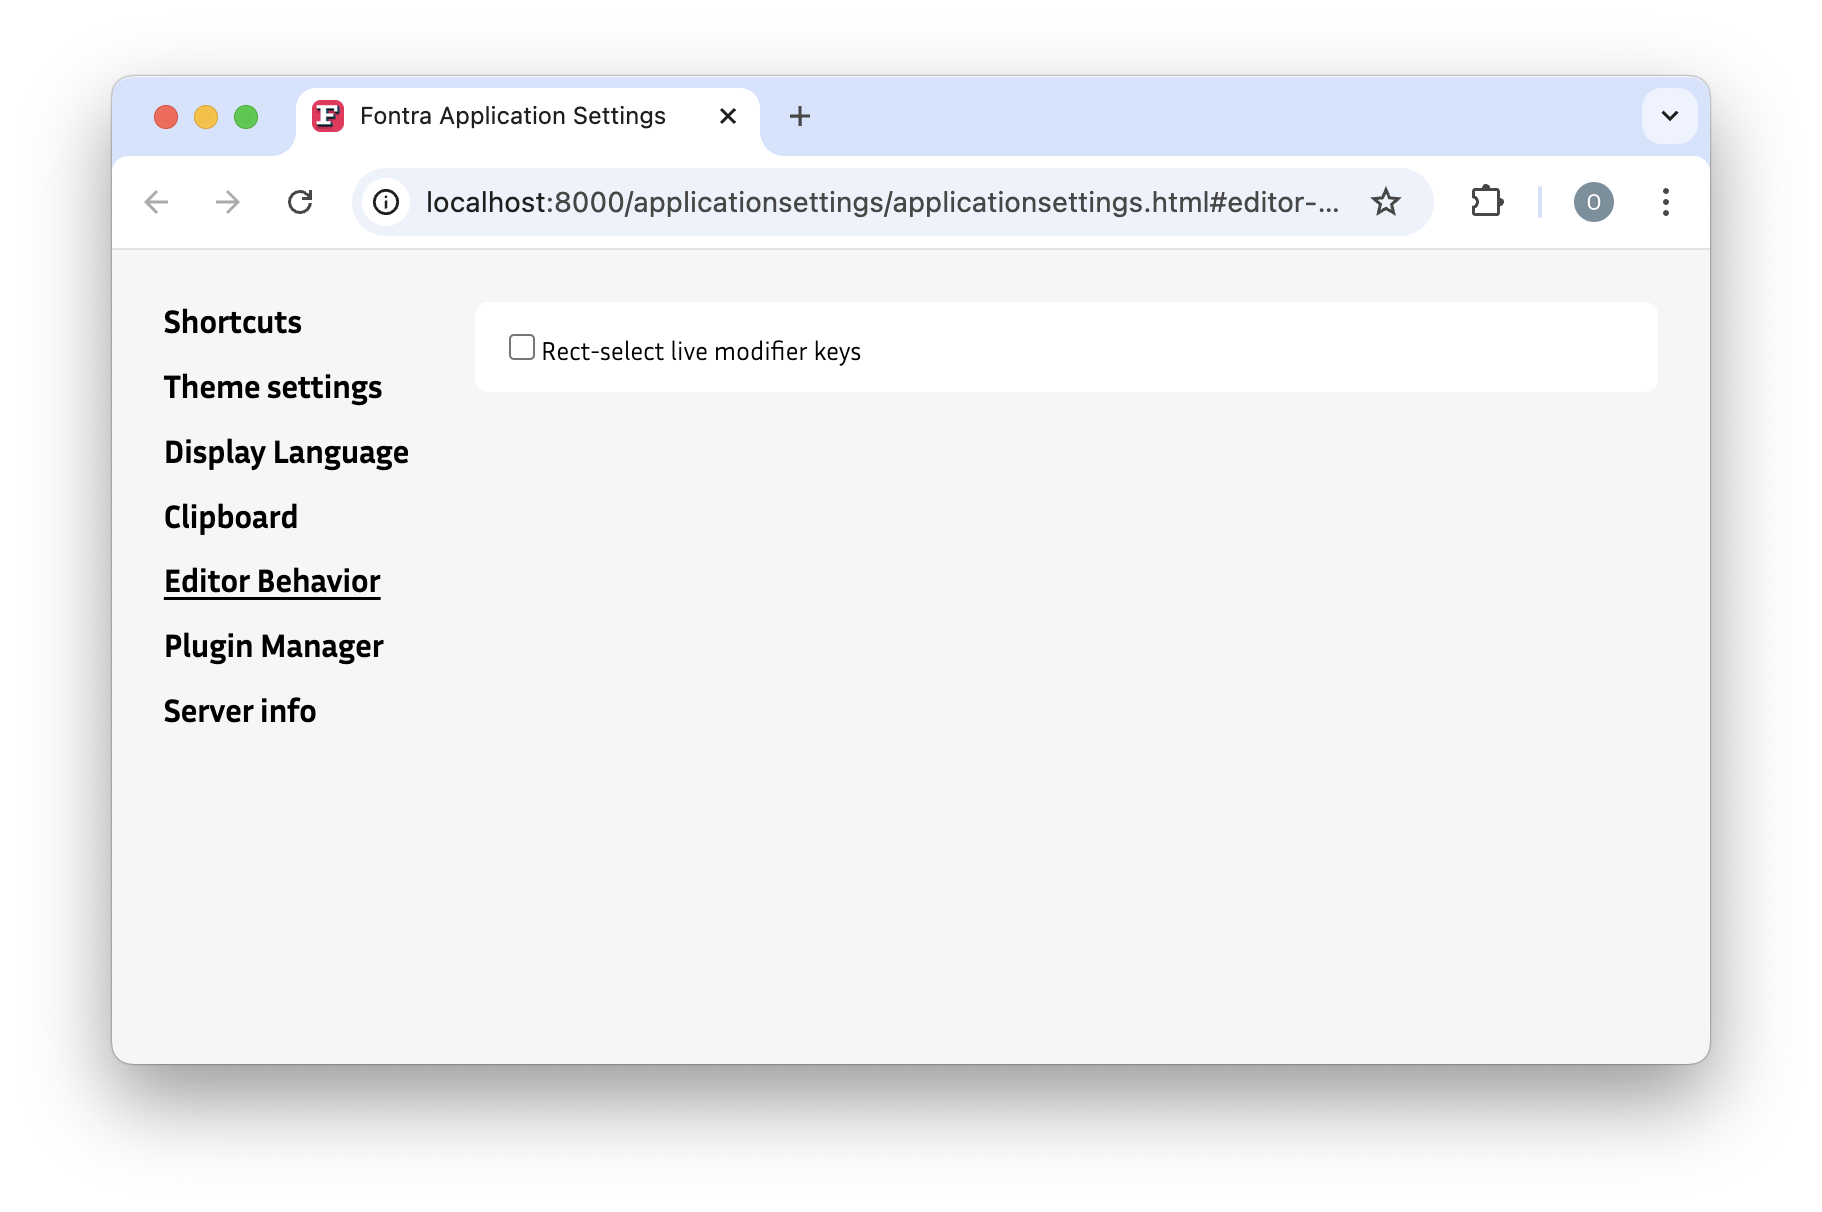 F Fontra Application Settings
localhost:8000/applicationsettings/applicationsettings.html#editor-...
O
Shortcuts
Theme settings
Display Language
Clipboard
Editor Behavior
Plugin Manager
Server info
Rect-select live modifier keys